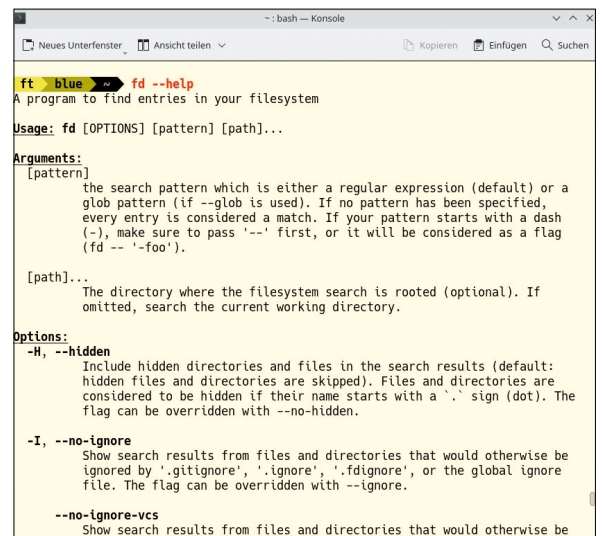 ~ : bash — Konsole
Neues Unterfenster Ansicht teilen Kopieren Einfügen Suchen
ft blue ~ fd --help
A program to find entries in your filesystem
Usage: fd [OPTIONS] [pattern] [path]...
Arguments:
[pattern]
the search pattern which is either a regular expression (default) or a
glob pattern (if --glob is used). If no pattern has been specified,
every entry is considered a match. If your pattern starts with a dash
(-), make sure to pass '--' first, or it will be considered as a flag
(fd -- '-foo').
[path]...
The directory where the filesystem search is rooted (optional). If
omitted, search the current working directory.
Options:
-H, --hidden
Include hidden directories and files in the search results (default:
hidden files and directories are skipped). Files and directories are
considered to be hidden if their name starts with a `.` sign (dot). The
flag can be overridden with --no-hidden.
-I, --no-ignore
Show search results from files and directories that would otherwise be
ignored by '.gitignore', '.ignore', '.fdignore', or the global ignore
file. The flag can be overridden with --ignore.
--no-ignore-vcs
Show search results from files and directories that would otherwise be